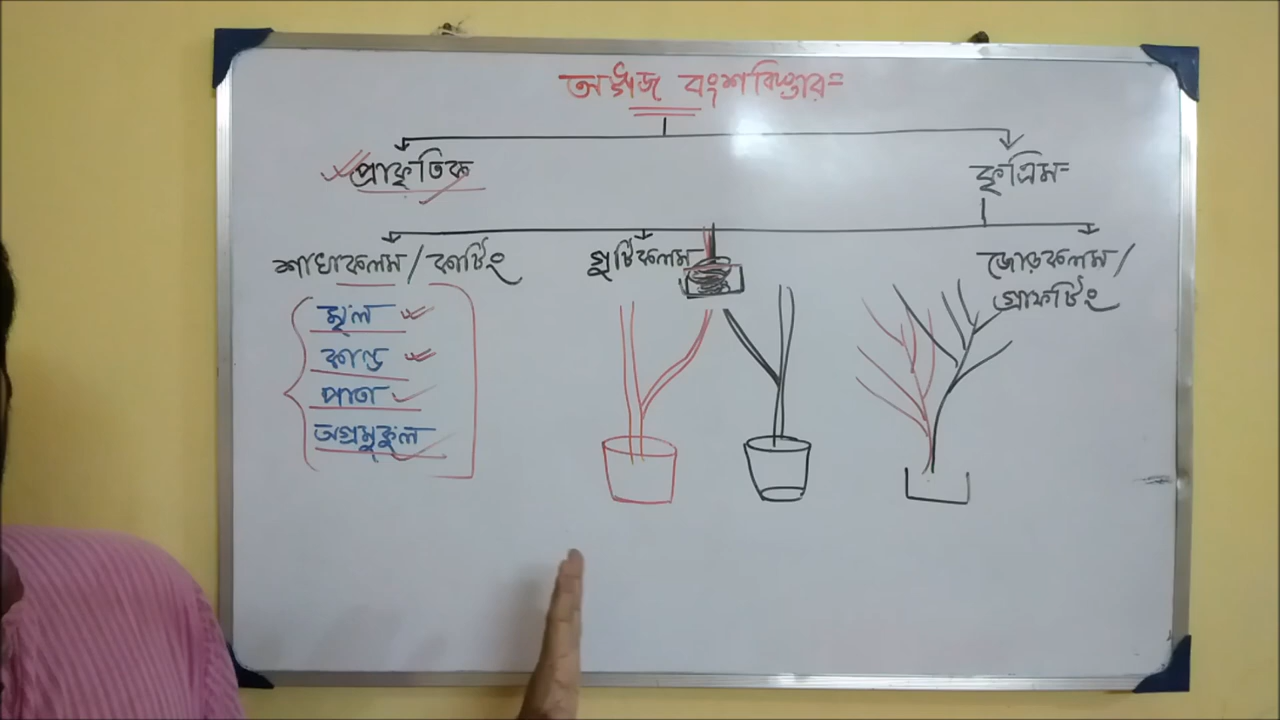 অঙ্গজ বংশবিস্তার=
প্রাকৃতিক
কৃত্রিম=
শাখাকলম / কাটিং
গুটিকলম
জোড়কলম /
গ্রাফটিং
মূল
কান্ড
পাতা
অগ্রমুকুল